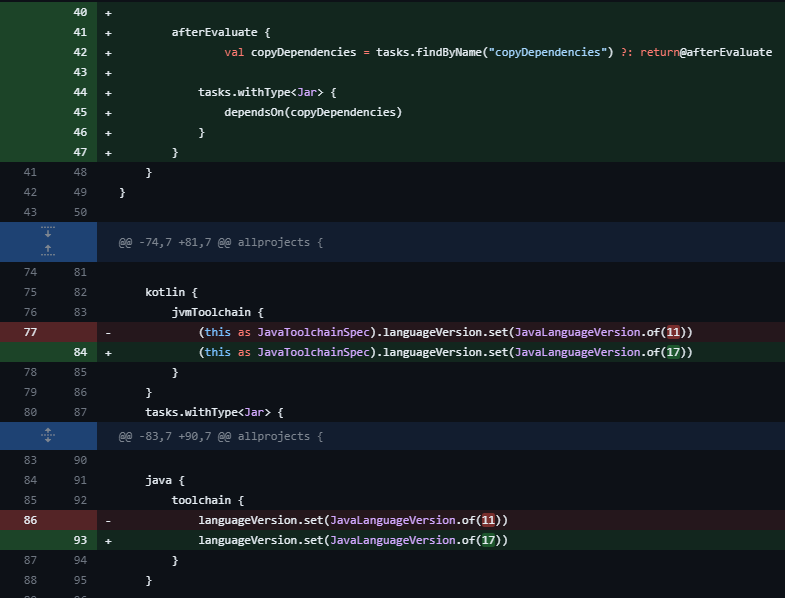 40 +
41 + afterEvaluate {
42 + val copyDependencies = tasks.findByName("copyDependencies") ?: return@afterEvaluate
43 +
44 + tasks.withType<Jar> {
45 + dependsOn(copyDependencies)
46 + }
47 + }
41 48 }
42 49 }
43 50
@@ -74,7 +81,7 @@ allprojects {
74 81
75 82 kotlin {
76 83 jvmToolchain {
77 - (this as JavaToolchainSpec).languageVersion.set(JavaLanguageVersion.of(11))
84 + (this as JavaToolchainSpec).languageVersion.set(JavaLanguageVersion.of(17))
78 85 }
79 86 }
80 87 tasks.withType<Jar> {
@@ -83,7 +90,7 @@ allprojects {
83 90
84 91 java {
85 92 toolchain {
86 - languageVersion.set(JavaLanguageVersion.of(11))
93 + languageVersion.set(JavaLanguageVersion.of(17))
87 94 }
88 95 }